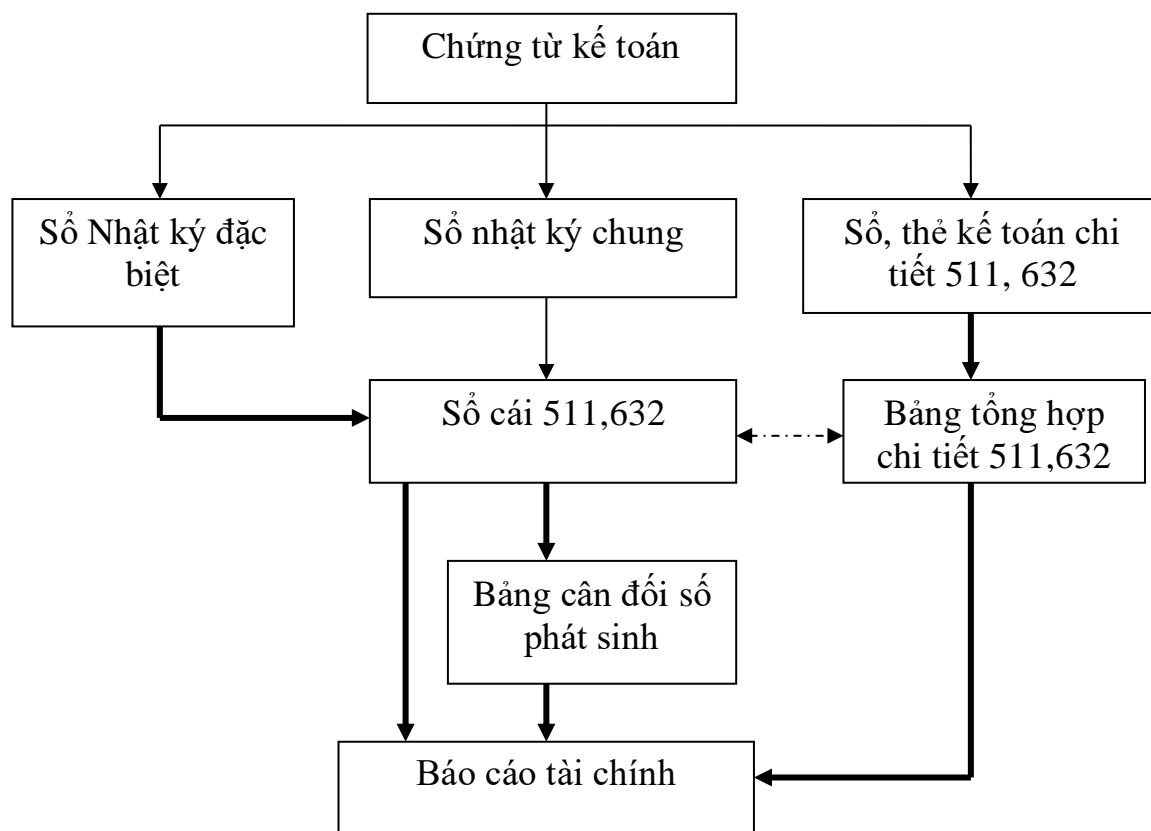 Chứng từ kế toán
Sổ Nhật ký đặc
biệt
Sổ nhật ký chung
Sổ, thẻ kế toán chi
tiết 511, 632
Sổ cái 511,632
Bảng tổng hợp
chi tiết 511,632
Bảng cân đối số
phát sinh
Báo cáo tài chính